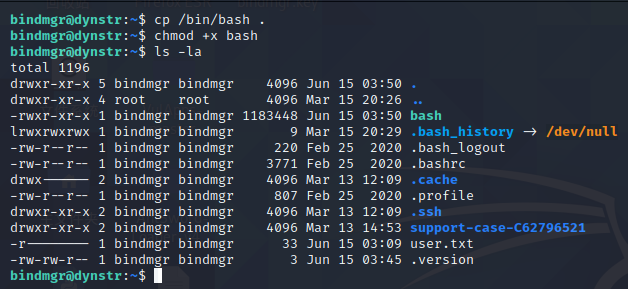 bindmgr@dynstr:~$ cp /bin/bash .
bindmgr@dynstr:~$ chmod +x bash
bindmgr@dynstr:~$ ls -la
total 1196
drwxr-xr-x 5 bindmgr bindmgr    4096 Jun 15 03:50 .
drwxr-xr-x 4 root    root       4096 Mar 15 20:26 ..
-rwxr-xr-x 1 bindmgr bindmgr 1183448 Jun 15 03:50 bash
lrwxrwxrwx 1 bindmgr bindmgr       9 Mar 15 20:29 .bash_history -> /dev/null
-rw-r--r-- 1 bindmgr bindmgr     220 Feb 25  2020 .bash_logout
-rw-r--r-- 1 bindmgr bindmgr    3771 Feb 25  2020 .bashrc
drwx------ 2 bindmgr bindmgr    4096 Mar 13 12:09 .cache
-rw-r--r-- 1 bindmgr bindmgr     807 Feb 25  2020 .profile
drwxr-xr-x 2 bindmgr bindmgr    4096 Mar 13 12:09 .ssh
drwxr-xr-x 2 bindmgr bindmgr    4096 Mar 13 14:53 support-case-C62796521
-r-------- 1 bindmgr bindmgr      33 Jun 15 03:09 user.txt
-rw-rw-r-- 1 bindmgr bindmgr       3 Jun 15 03:45 .version
bindmgr@dynstr:~$